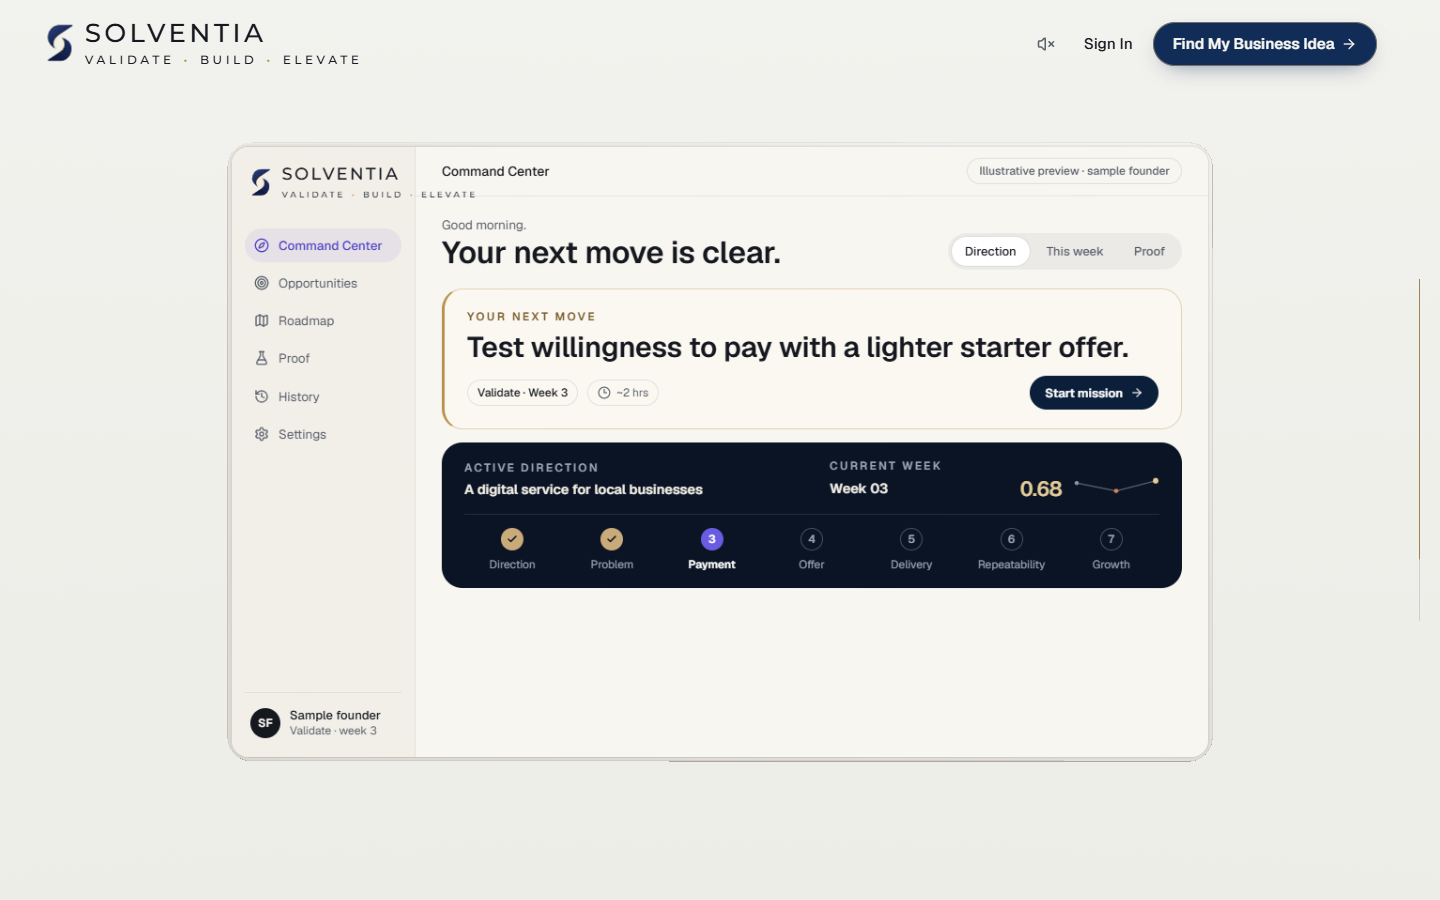 SOLVENTIA
VALIDATE · BUILD · ELEVATE
Sign In
Find My Business Idea
SOLVENTIA
VALIDATE · BUILD · ELEVATE
Command Center
Opportunities
Roadmap
Proof
History
Settings
SF
Sample founder
Validate · week 3
Command Center
Illustrative preview · sample founder
Good morning.
Your next move is clear.
Direction
This week
Proof
YOUR NEXT MOVE
Test willingness to pay with a lighter starter offer.
Validate · Week 3
~2 hrs
Start mission
ACTIVE DIRECTION
A digital service for local businesses
CURRENT WEEK
Week 03
0.68
Direction
Problem
3
Payment
4
Offer
5
Delivery
6
Repeatability
7
Growth